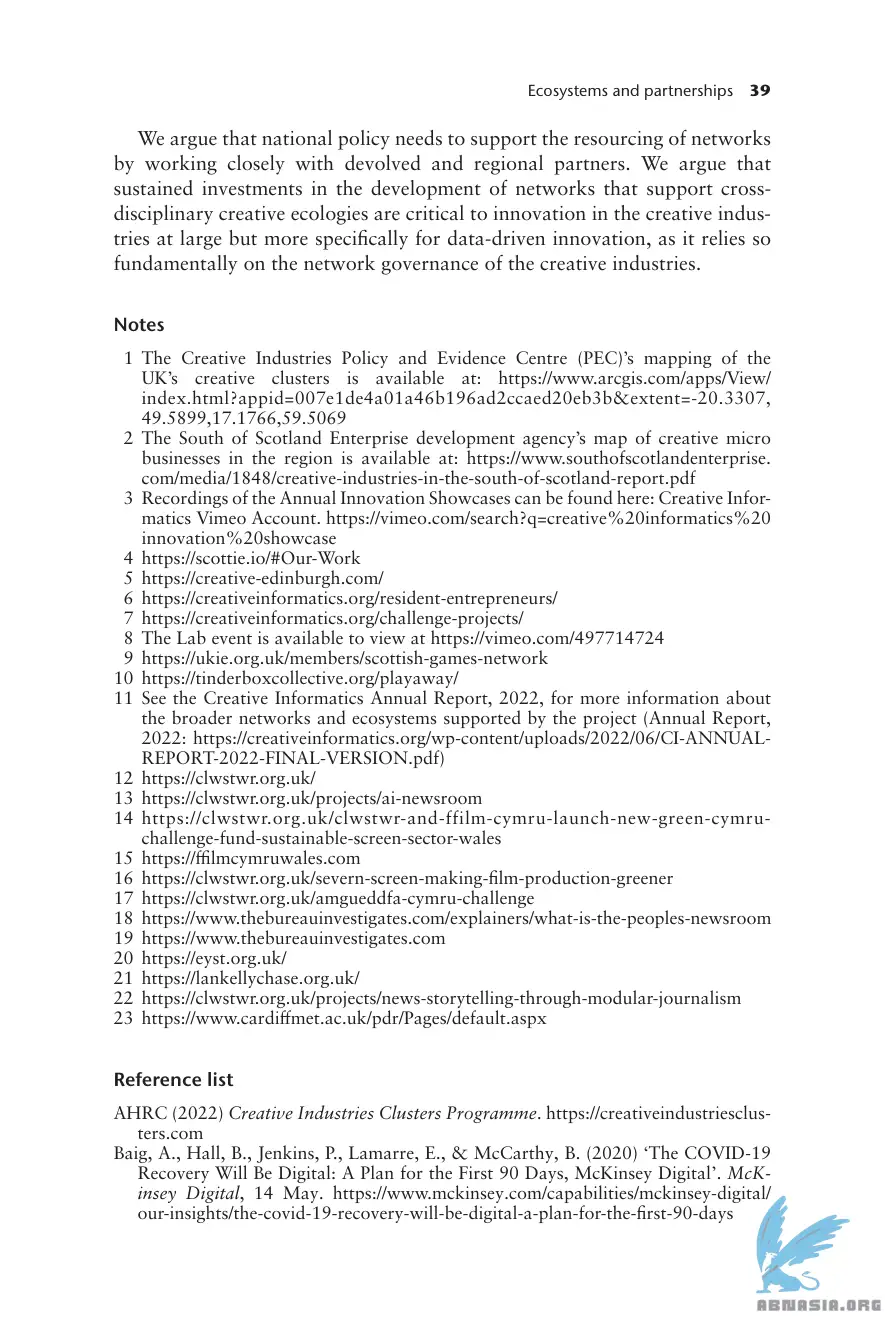 Ecosystems and partnerships 39
We argue that national policy needs to support the resourcing of networks
by working closely with devolved and regional partners. We argue that
sustained investments in the development of networks that support cross-
disciplinary creative ecologies are critical to innovation in the creative indus-
tries at large but more specifically for data-driven innovation, as it relies so
fundamentally on the network governance of the creative industries.
Notes
1 The Creative Industries Policy and Evidence Centre (PEC)’s mapping of the
UK’s creative clusters is available at: https://www.arcgis.com/apps/View/
index.html?appid=007e1de4a01a46b196ad2ccaed20eb3b&extent=-20.3307,
49.5899,17.1766,59.5069
2 The South of Scotland Enterprise development agency’s map of creative micro
businesses in the region is available at: https://www.southofscotlandenterprise.
com/media/1848/creative-industries-in-the-south-of-scotland-report.pdf
3 Recordings of the Annual Innovation Showcases can be found here: Creative Infor-
matics Vimeo Account. https://vimeo.com/search?q=creative%20informatics%20
innovation%20showcase
4 https://scottie.io/#Our-Work
5 https://creative-edinburgh.com/
6 https://creativeinformatics.org/resident-entrepreneurs/
7 https://creativeinformatics.org/challenge-projects/
8 The Lab event is available to view at https://vimeo.com/497714724
9 https://ukie.org.uk/members/scottish-games-network
10 https://tinderboxcollective.org/playaway/
11 See the Creative Informatics Annual Report, 2022, for more information about
the broader networks and ecosystems supported by the project (Annual Report,
2022: https://creativeinformatics.org/wp-content/uploads/2022/06/CI-ANNUAL-
REPORT-2022-FINAL-VERSION.pdf)
12 https://clwstwr.org.uk/
13 https://clwstwr.org.uk/projects/ai-newsroom
14 https://clwstwr.org.uk/clwstwr-and-ffilm-cymru-launch-new-green-cymru-
challenge-fund-sustainable-screen-sector-wales
15 https://ffilmcymruwales.com
16 https://clwstwr.org.uk/severn-screen-making-film-production-greener
17 https://clwstwr.org.uk/amgueddfa-cymru-challenge
18 https://www.thebureauinvestigates.com/explainers/what-is-the-peoples-newsroom
19 https://www.thebureauinvestigates.com
20 https://eyst.org.uk/
21 https://lankellychase.org.uk/
22 https://clwstwr.org.uk/projects/news-storytelling-through-modular-journalism
23 https://www.cardiffmet.ac.uk/pdr/Pages/default.aspx
Reference list
AHRC (2022) Creative Industries Clusters Programme. https://creativeindustriesclus-
ters.com
Baig, A., Hall, B., Jenkins, P., Lamarre, E., & McCarthy, B. (2020) ‘The COVID-19
Recovery Will Be Digital: A Plan for the First 90 Days, McKinsey Digital’. McK-
insey Digital, 14 May. https://www.mckinsey.com/capabilities/mckinsey-digital/
our-insights/the-covid-19-recovery-will-be-digital-a-plan-for-the-first-90-days
ABNASIA.ORG